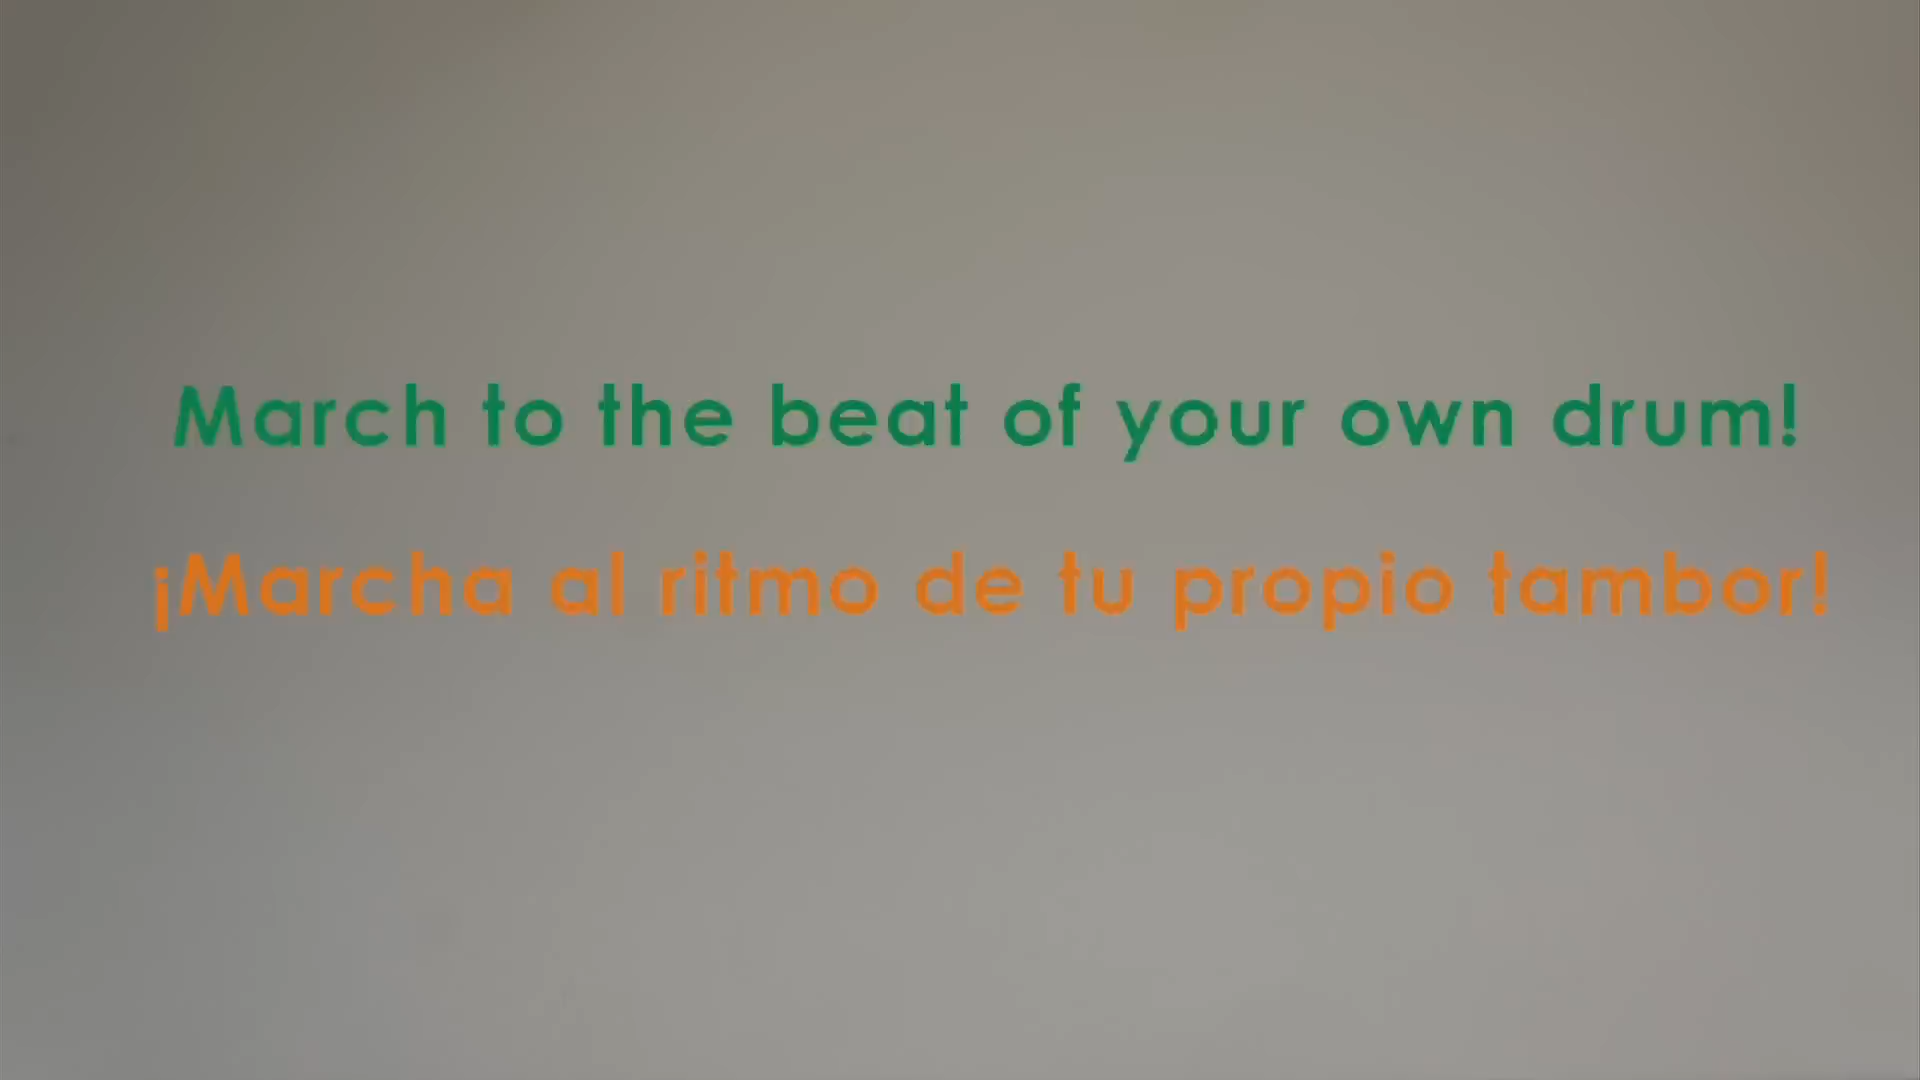 March to the beat of your own drum!
¡Marcha al ritmo de tu propio tambor!